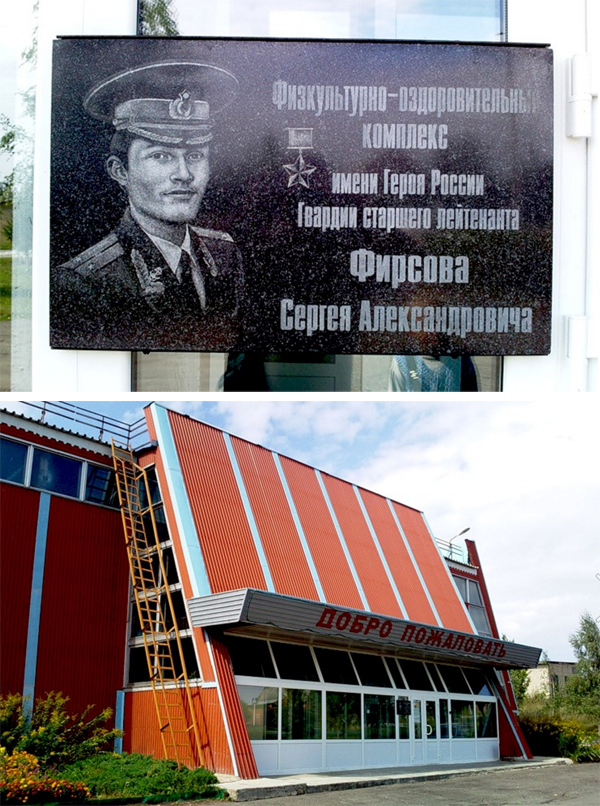 Физкультурно-оздоровительный
комплекс
имени Героя России
Гвардии старшего лейтенанта
Фирсова
Сергея Александровича
ДОБРО ПОЖАЛОВАТЬ